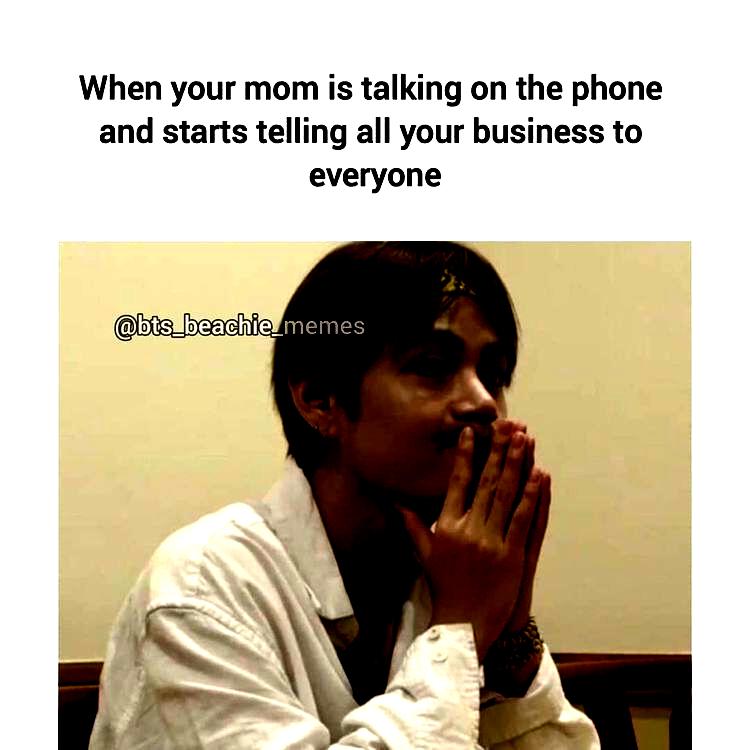 When your mom is talking on the phone
and starts telling all your business to
everyone
@bts_beachie_memes